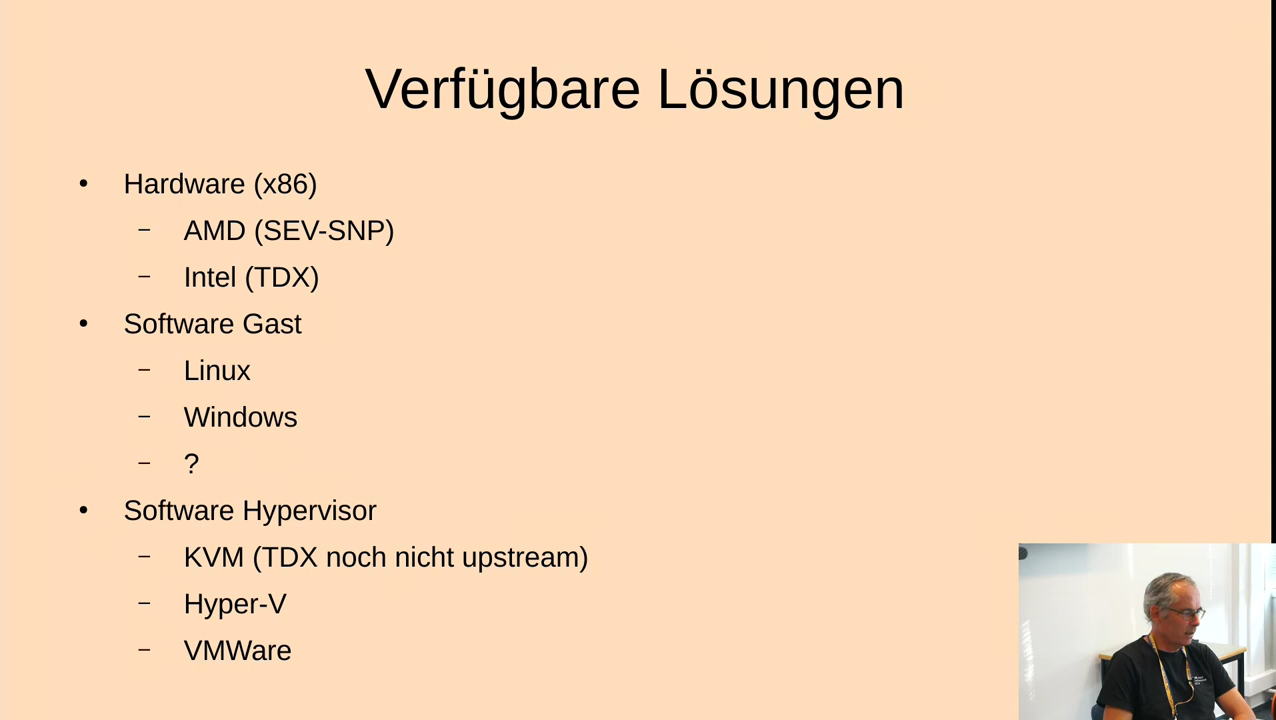 Verfügbare Lösungen
• Hardware (x86)
– AMD (SEV-SNP)
– Intel (TDX)
• Software Gast
– Linux
– Windows
– ?
• Software Hypervisor
– KVM (TDX noch nicht upstream)
– Hyper-V
– VMWare